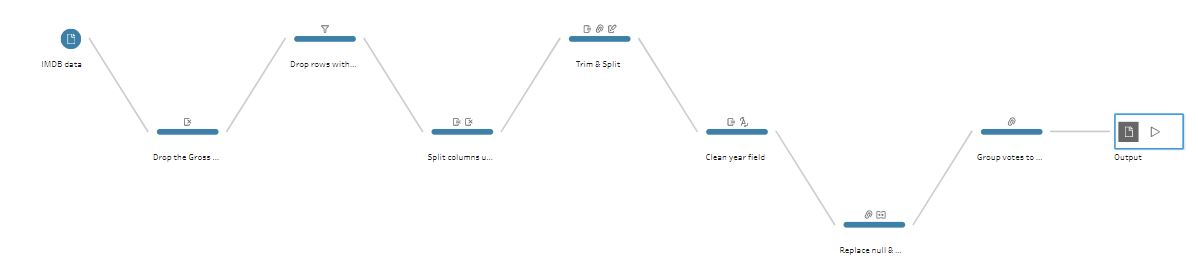 IMDB data
Drop the Gross ...
Drop rows with...
Split columns u...
Trim & Split
Clean year field
Replace null & ...
Group votes to ...
Output